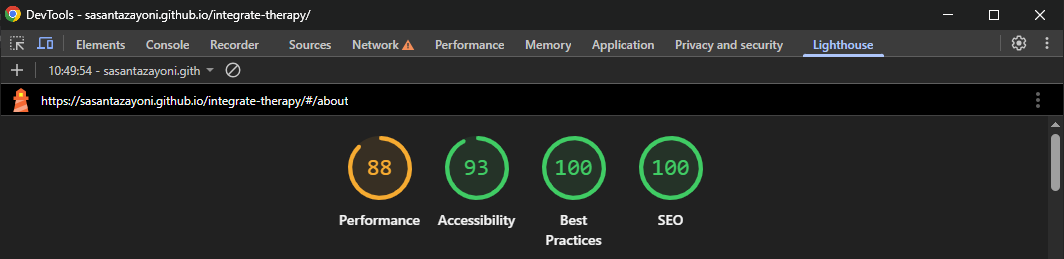 DevTools - sasantazayoni.github.io/integrate-therapy/
Elements Console Recorder Sources Network Performance Memory Application Privacy and security Lighthouse
10:49:54 - sasantazayoni.gith
https://sasantazayoni.github.io/integrate-therapy/#/about
88 93 100 100
Performance Accessibility Best Practices SEO